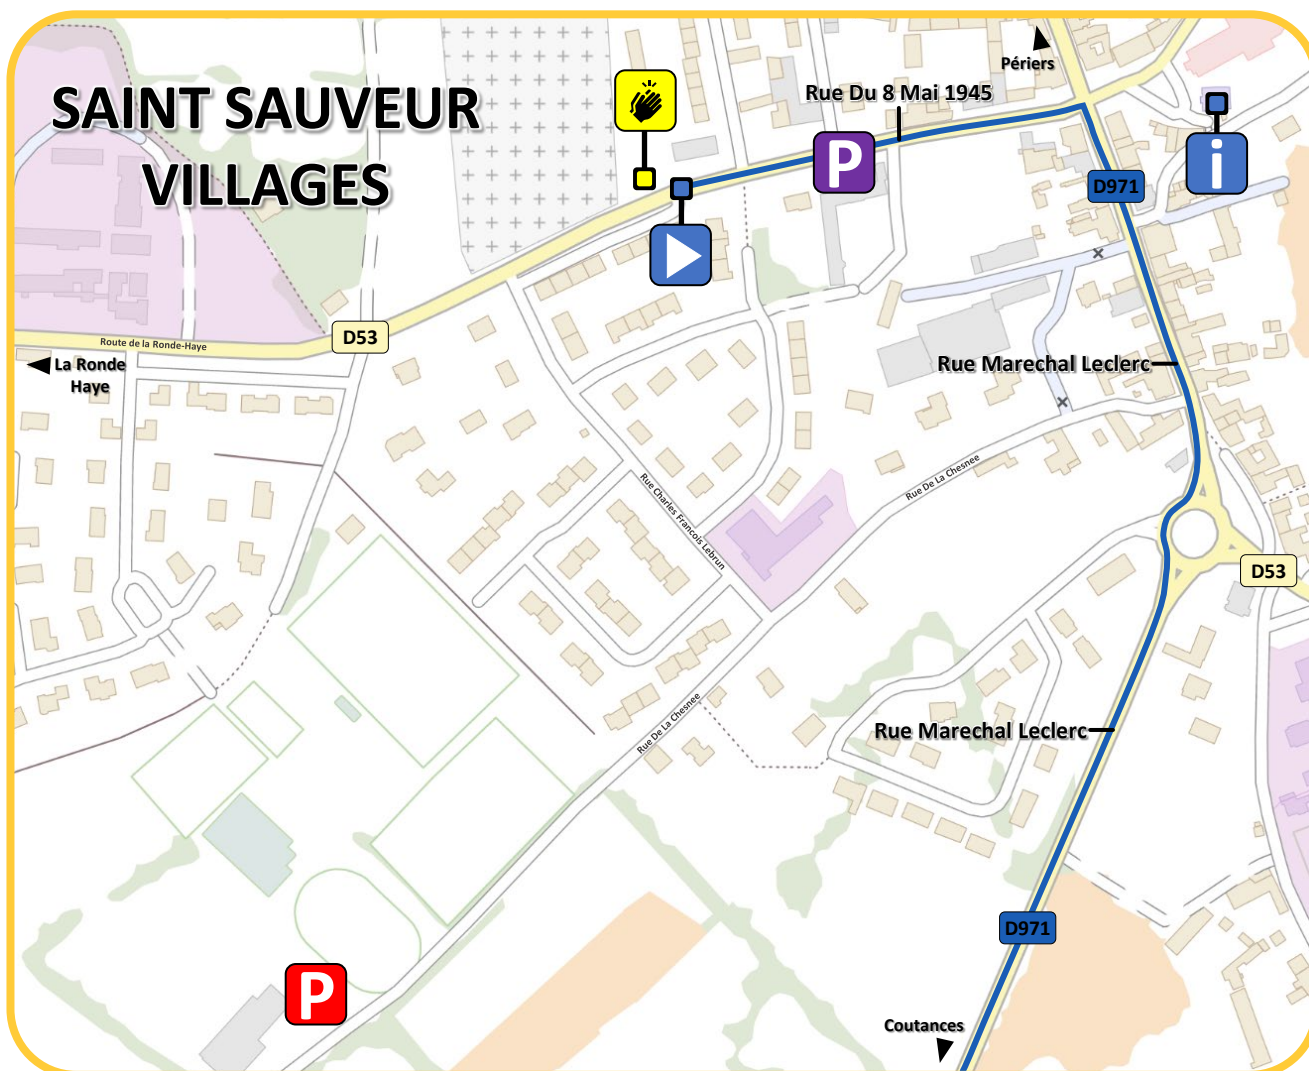 SAINT SAUVEUR
VILLAGES
Périers
Rue Du 8 Mai 1945
P
i
D971
D53
Route de la Ronde-Haye
La Ronde
Haye
Rue Marechal Leclerc
Rue De La Chesnee
Rue Charles Francois Lebrun
D53
Rue De La Chesnee
Rue Marechal Leclerc
D971
P
Coutances